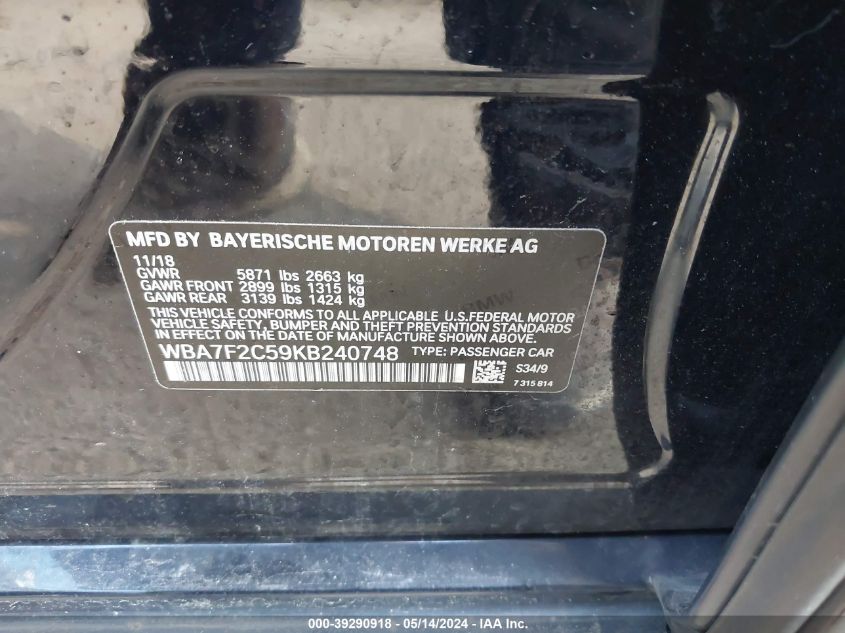 MFD BY BAYERISCHE MOTOREN WERKE AG
11/18
GVWR 5871 lbs 2663 kg
GAWR FRONT 2899 lbs 1315 kg
GAWR REAR 3139 lbs 1424 kg
THIS VEHICLE CONFORMS TO ALL APPLICABLE U.S.FEDERAL MOTOR
VEHICLE SAFETY, BUMPER AND THEFT PREVENTION STANDARDS
IN EFFECT ON THE DATE OF MANUFACTURE SHOWN ABOVE.
WBA7F2C59KB240748 TYPE: PASSENGER CAR
S34/9
7 315 814
000-39290918 - 05/14/2024 - IAA Inc.